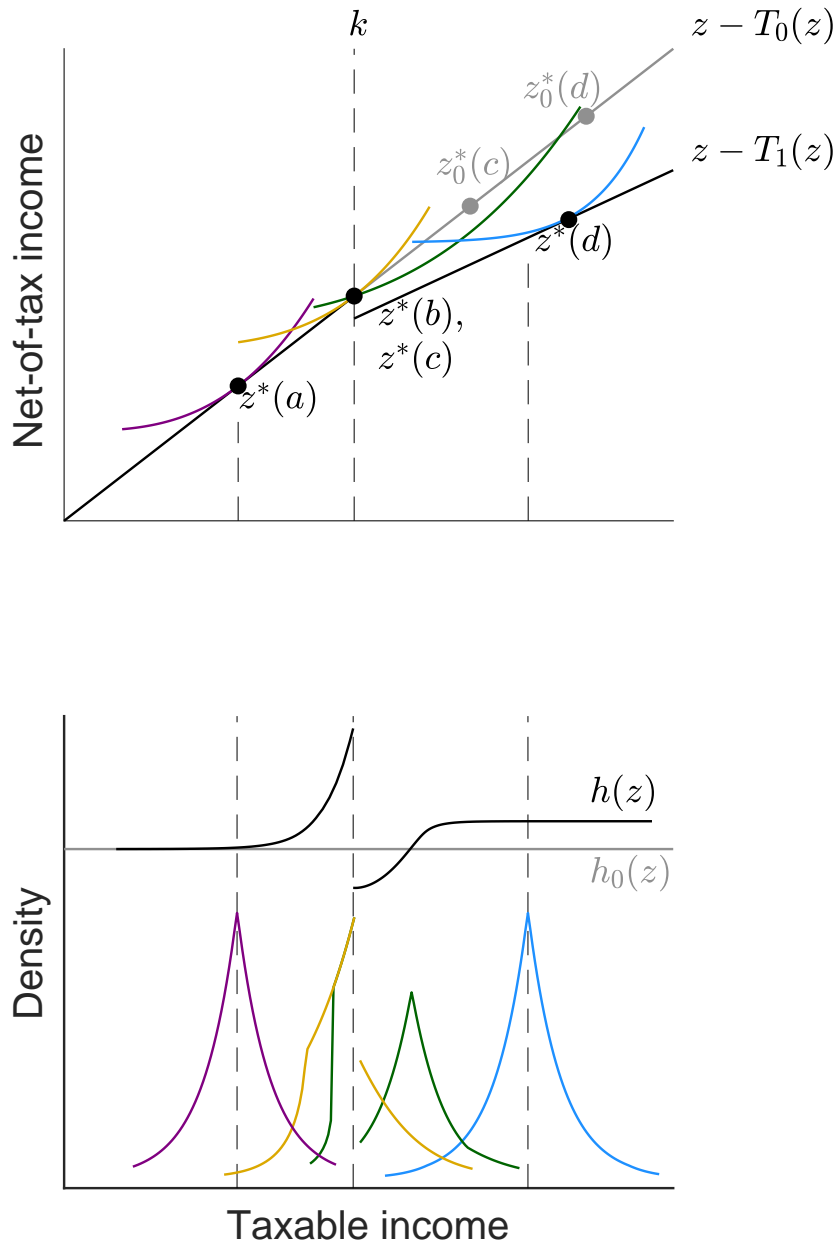 k
z − T₀(z)
z₀*(d)
z − T₁(z)
z₀*(c)
z*(d)
z*(b),
z*(c)
z*(a)
Net-of-tax income
h(z)
h₀(z)
Density
Taxable income